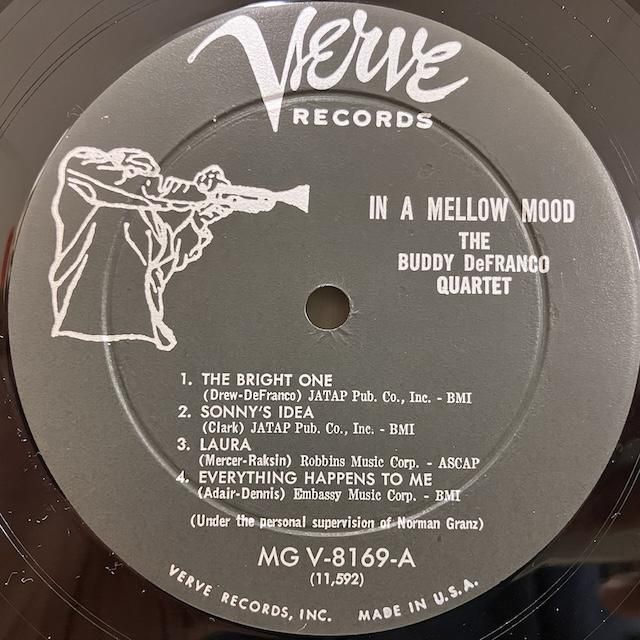 Verve
RECORDS
IN A MELLOW MOOD
THE
BUDDY DeFRANCO
QUARTET
1. THE BRIGHT ONE
(Drew-DeFranco) JATAP Pub. Co., Inc. - BMI
2. SONNY'S IDEA
(Clark) JATAP Pub. Co., Inc. - BMI
3. LAURA
(Mercer-Raksin) Robbins Music Corp. - ASCAP
4. EVERYTHING HAPPENS TO ME
(Adair-Dennis) Embassy Music Corp. - BMI
(Under the personal supervision of Norman Granz)
MG V-8169-A
(11,592)
VERVE RECORDS, INC. MADE IN U.S.A.